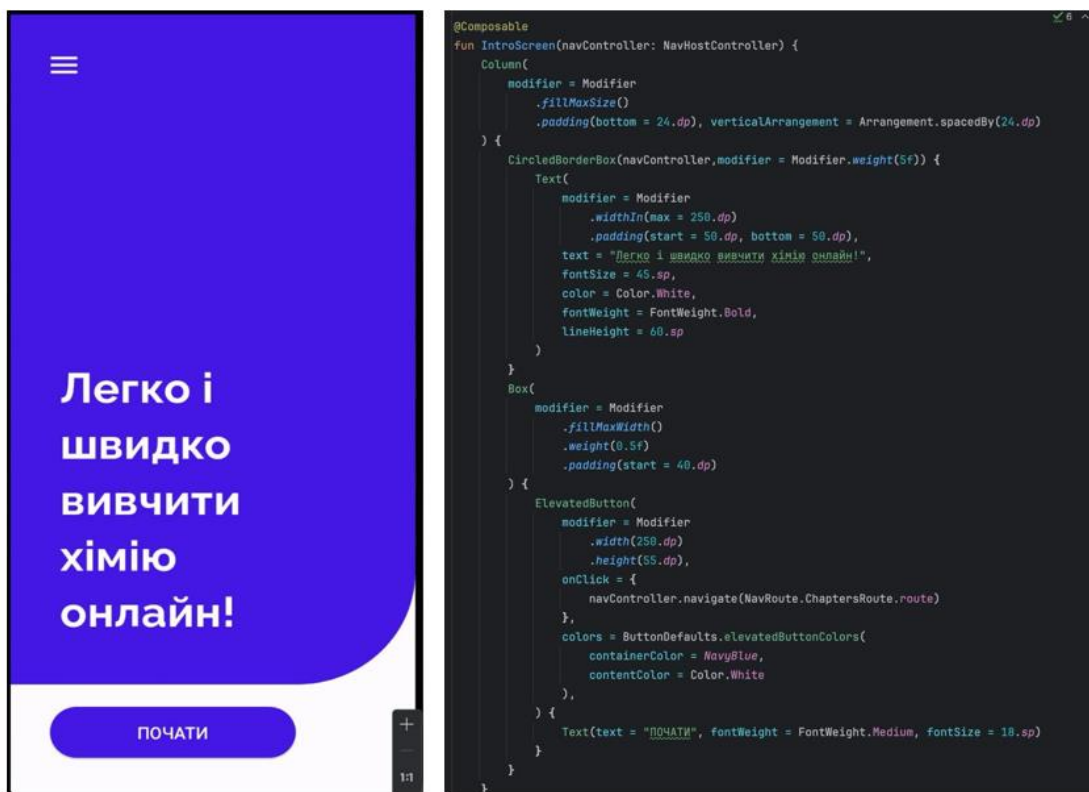 Легко і
швидко
вивчити
хімію
онлайн!
ПОЧАТИ
1:1
6
@Composable
fun IntroScreen(navController: NavHostController) {
    Column(
        modifier = Modifier
            .fillMaxSize()
            .padding(bottom = 24.dp), verticalArrangement = Arrangement.spacedBy(24.dp)
    ) {
        CircledBorderBox(navController,modifier = Modifier.weight(5f)) {
            Text(
                modifier = Modifier
                    .widthIn(max = 250.dp)
                    .padding(start = 50.dp, bottom = 50.dp),
                text = "Легко і швидко вивчити хімію онлайн!",
                fontSize = 45.sp,
                color = Color.White,
                fontWeight = FontWeight.Bold,
                lineHeight = 60.sp
            )
        }
        Box(
            modifier = Modifier
                .fillMaxWidth()
                .weight(0.5f)
                .padding(start = 40.dp)
        ) {
            ElevatedButton(
                modifier = Modifier
                    .width(250.dp)
                    .height(55.dp),
                onClick = {
                    navController.navigate(NavRoute.ChaptersRoute.route)
                },
                colors = ButtonDefaults.elevatedButtonColors(
                    containerColor = NavyBlue,
                    contentColor = Color.White
                ),
            ) {
                Text(text = "ПОЧАТИ", fontWeight = FontWeight.Medium, fontSize = 18.sp)
            }
        }
    }